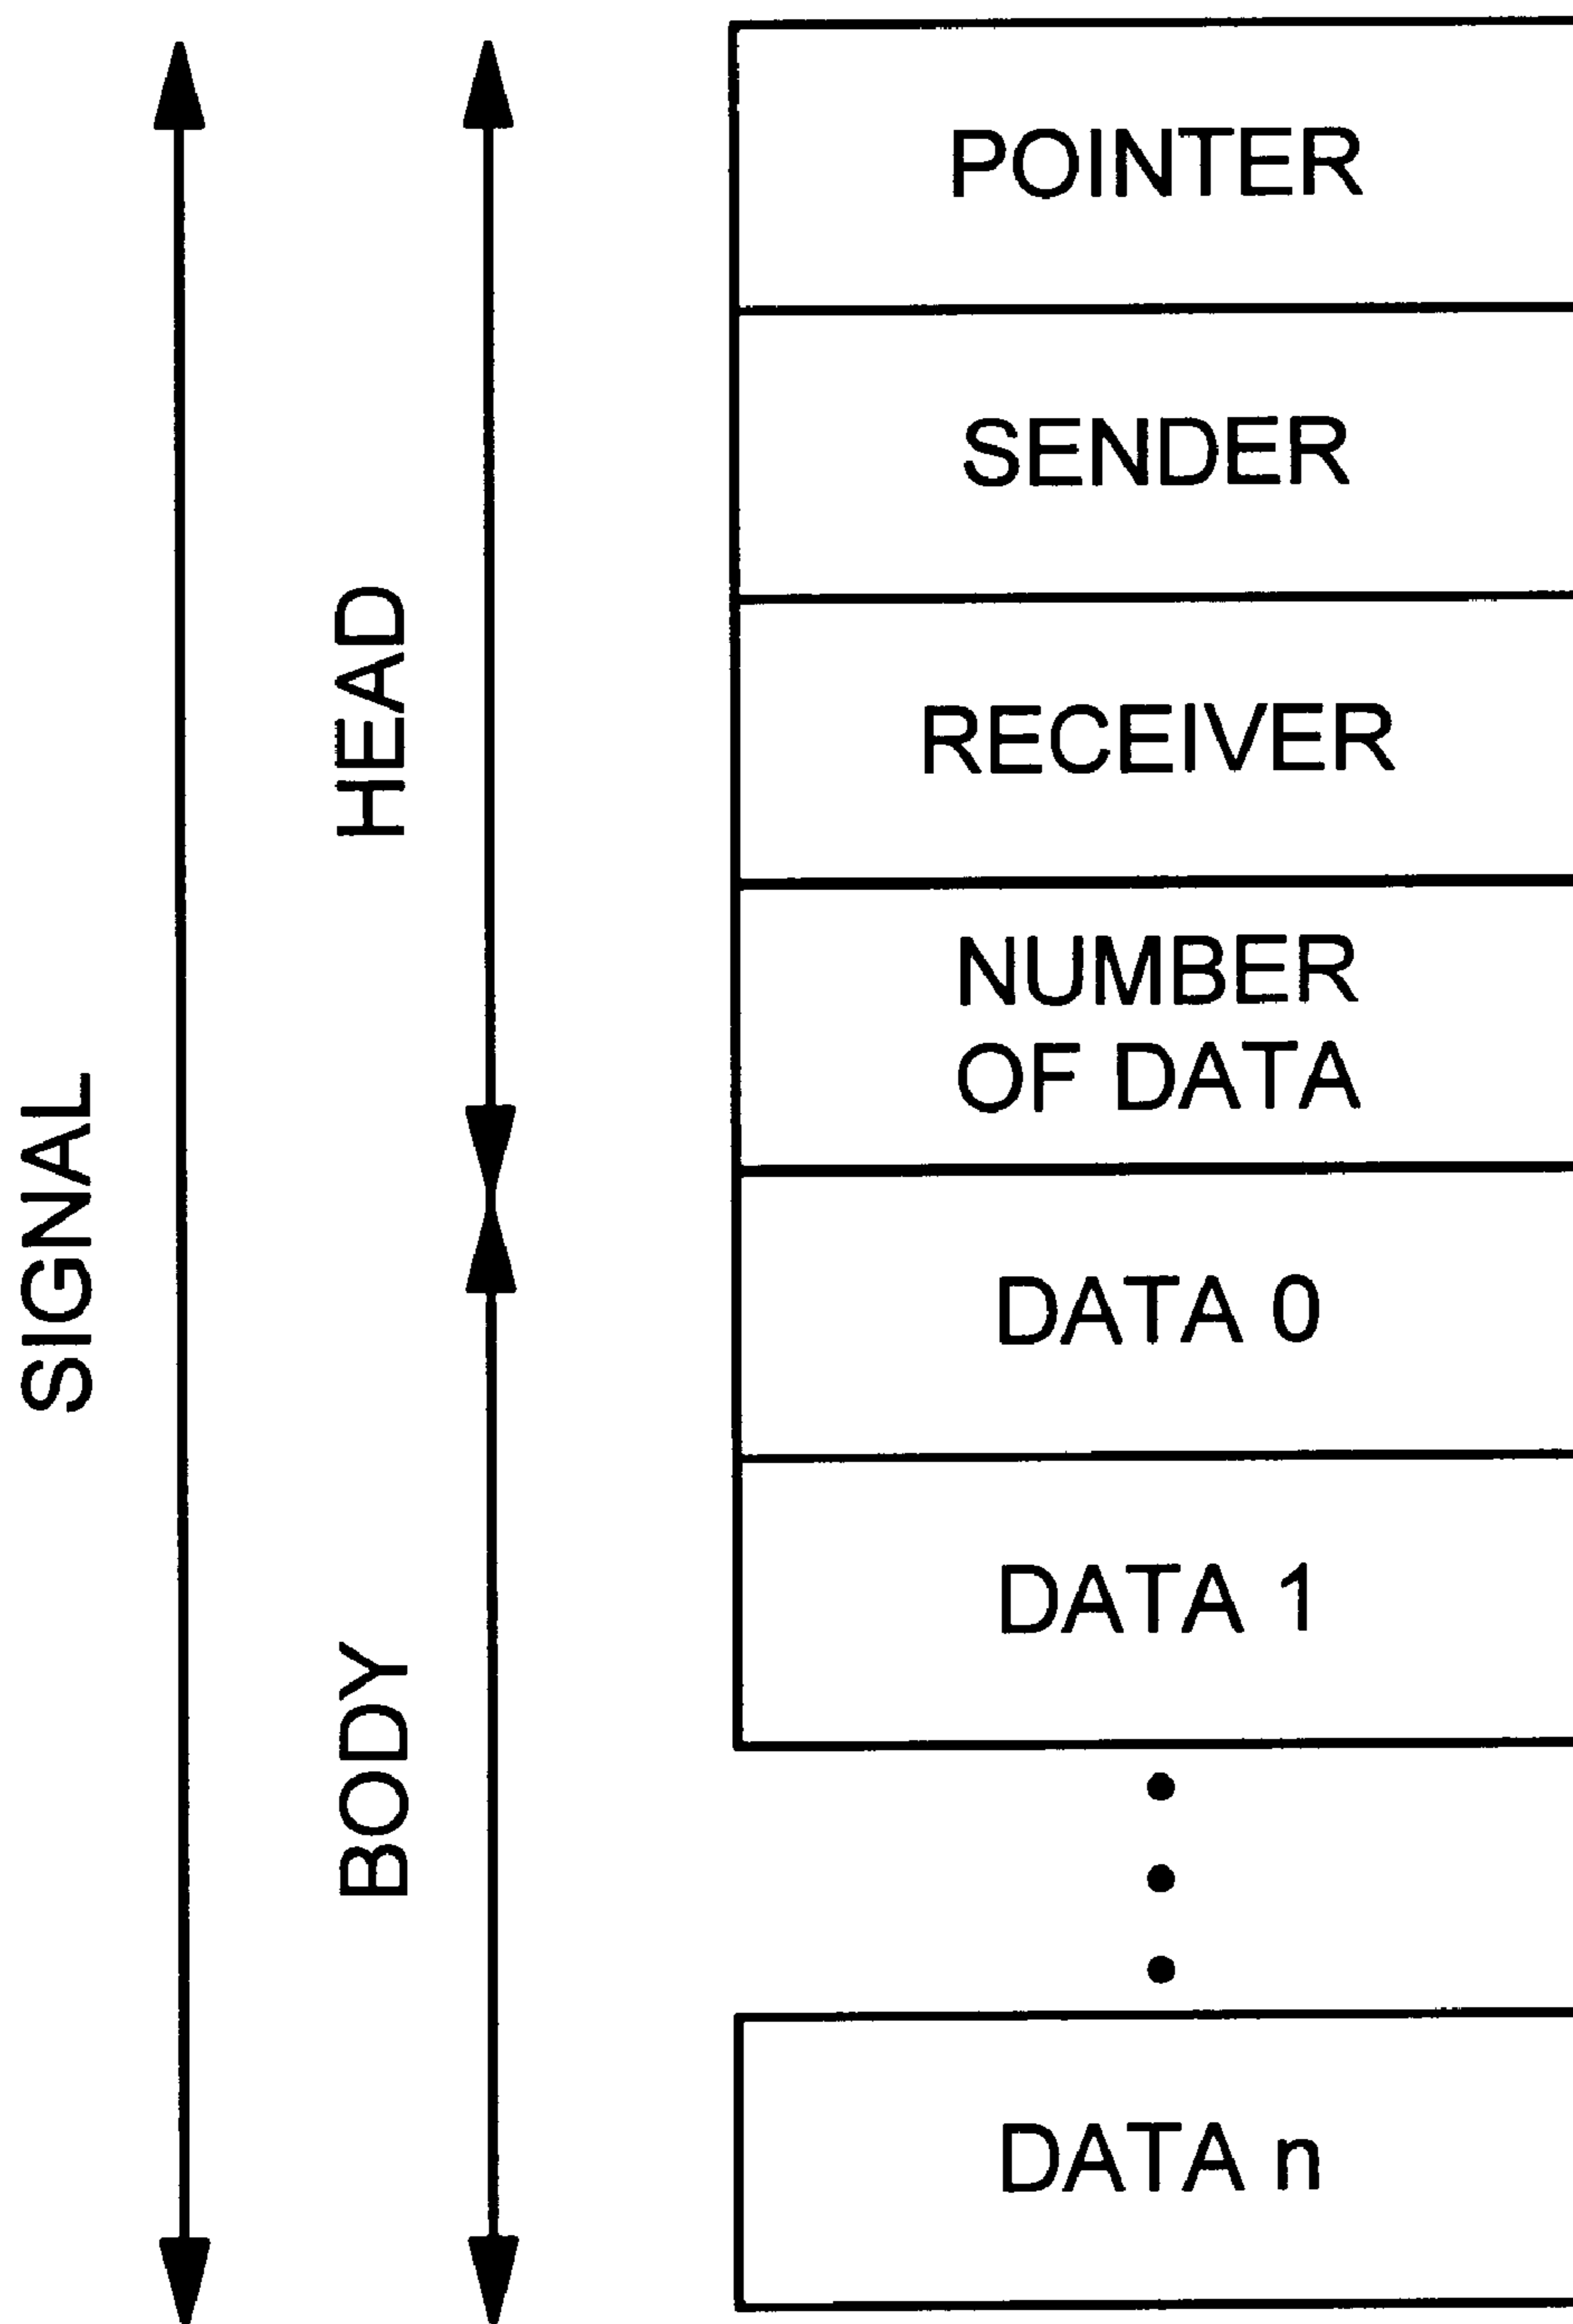 SIGNAL
HEAD
BODY
POINTER
SENDER
RECEIVER
NUMBER
OF DATA
DATA 0
DATA 1
DATA n